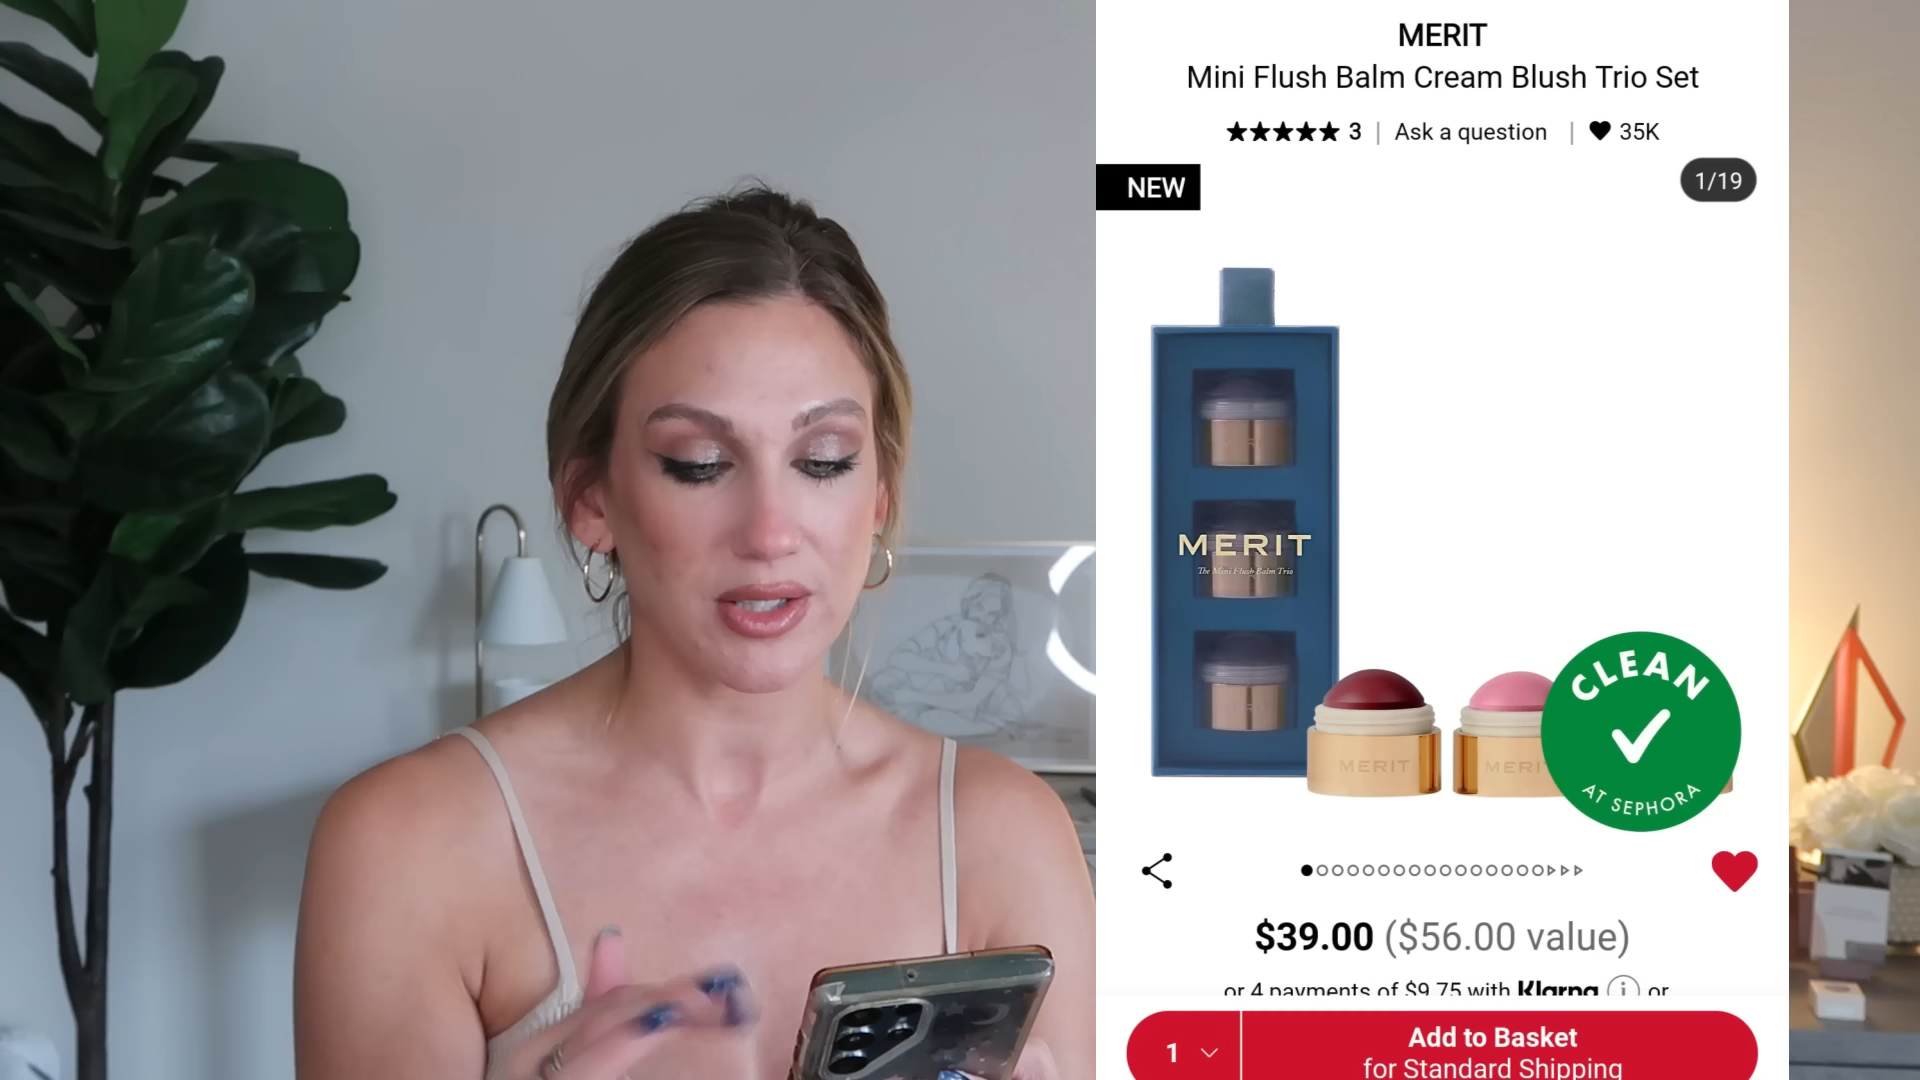 MERIT
Mini Flush Balm Cream Blush Trio Set
3 | Ask a question | 35K
NEW
1/19
MERIT
The Mini Flush Balm Trio
MERIT
MERI
CLEAN
AT SEPHORA
$39.00 ($56.00 value)
or 4 payments of $9.75 with Klarna i or
1
Add to Basket
for Standard Shipping